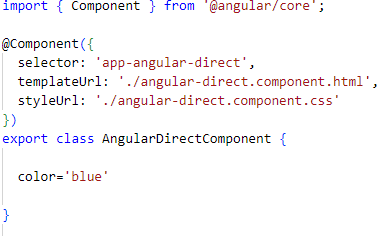 import { Component } from '@angular/core';
@Component({
selector: 'app-angular-direct',
templateUrl: './angular-direct.component.html',
styleUrl: './angular-direct.component.css'
})
export class AngularDirectComponent {
color='blue'
}